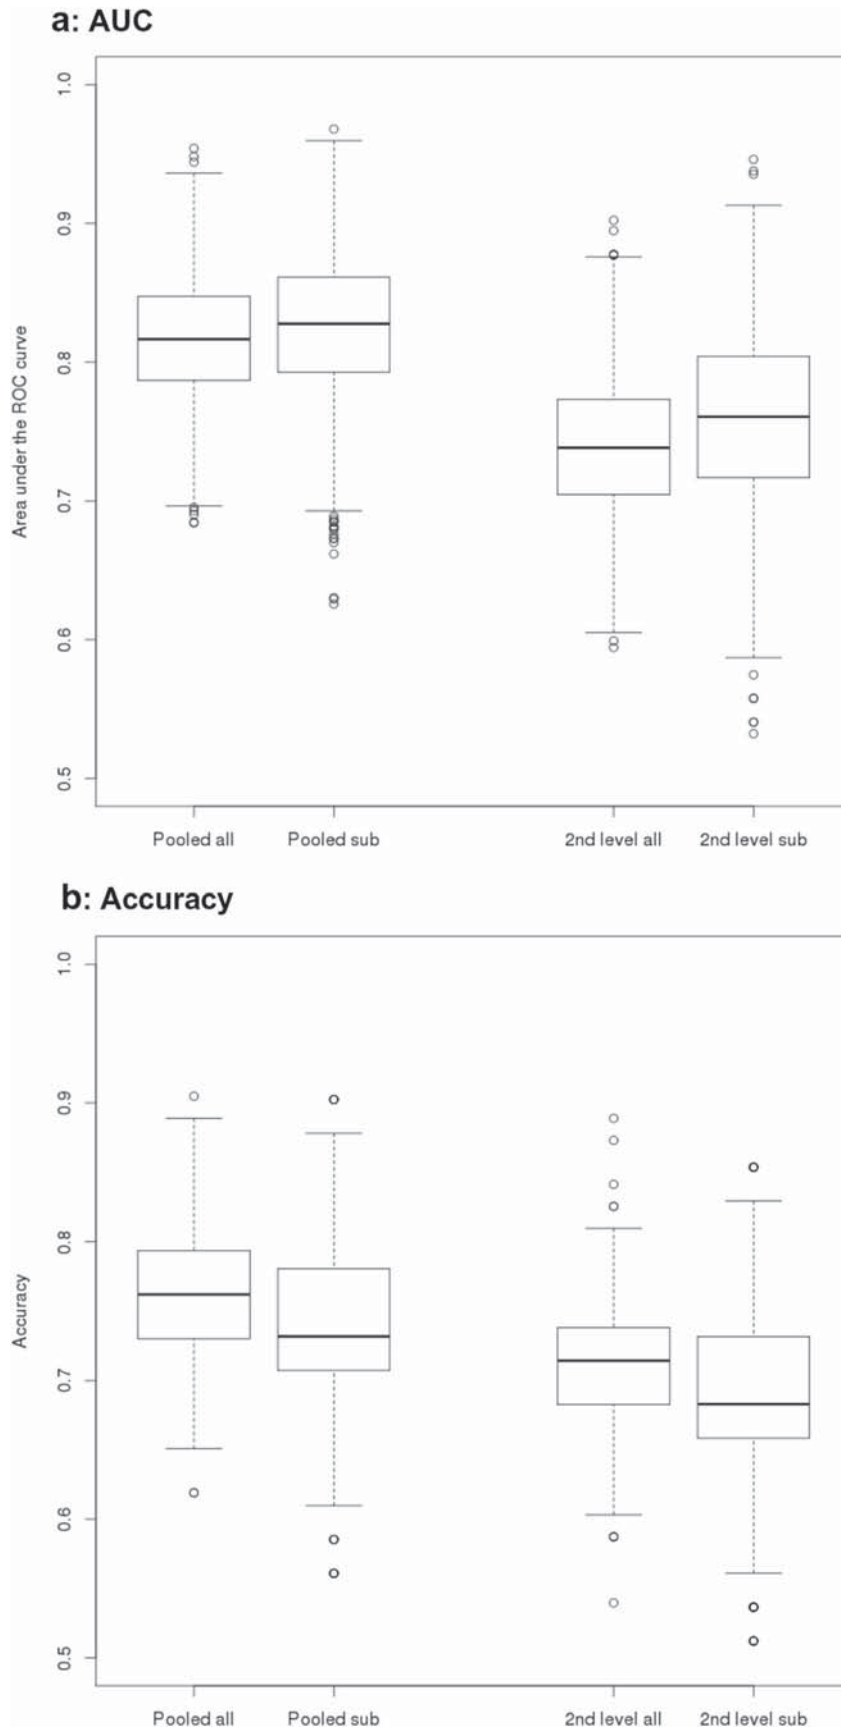 a: AUC
Area under the ROC curve
1.0
0.9
0.8
0.7
0.6
0.5
Pooled all Pooled sub 2nd level all 2nd level sub
b: Accuracy
Accuracy
1.0
0.9
0.8
0.7
0.6
0.5
Pooled all Pooled sub 2nd level all 2nd level sub